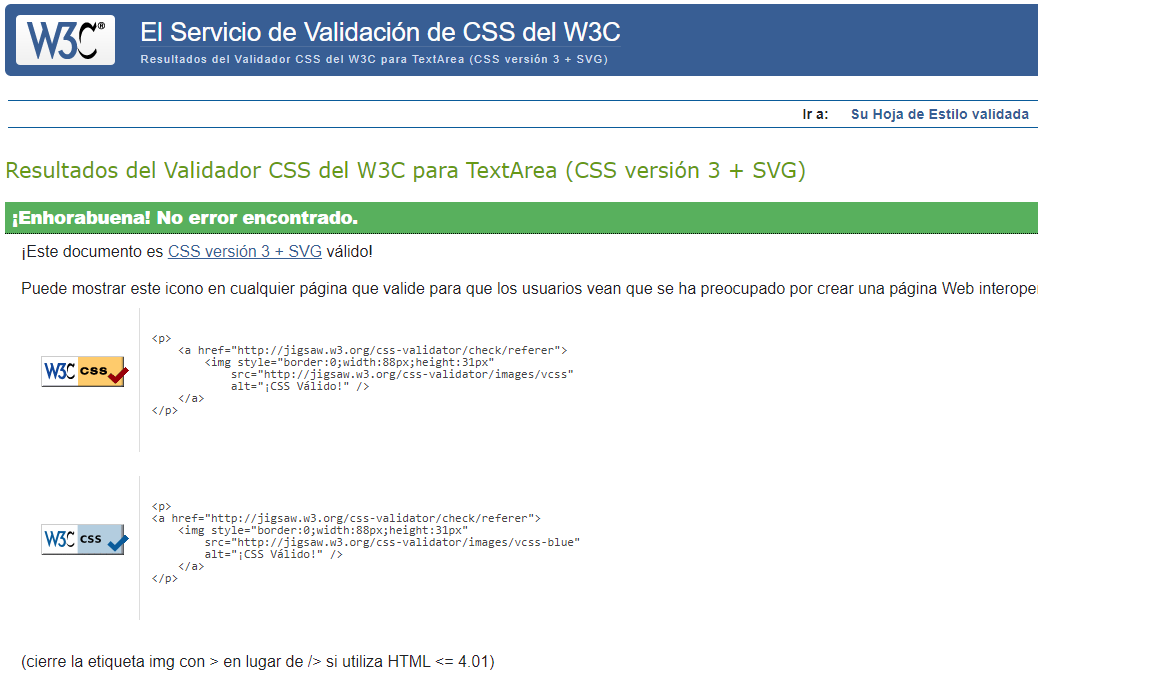 W3C®
El Servicio de Validación de CSS del W3C
Resultados del Validador CSS del W3C para TextArea (CSS versión 3 + SVG)
Ir a: Su Hoja de Estilo validada
Resultados del Validador CSS del W3C para TextArea (CSS versión 3 + SVG)
¡Enhorabuena! No error encontrado.
¡Este documento es CSS versión 3 + SVG válido!
Puede mostrar este icono en cualquier página que valide para que los usuarios vean que se ha preocupado por crear una página Web interope
W3C css
<p>
<a href="http://jigsaw.w3.org/css-validator/check/referer">
<img style="border:0;width:88px;height:31px"
src="http://jigsaw.w3.org/css-validator/images/vcss"
alt="¡CSS Válido!" />
</a>
</p>
W3C css
<p>
<a href="http://jigsaw.w3.org/css-validator/check/referer">
<img style="border:0;width:88px;height:31px"
src="http://jigsaw.w3.org/css-validator/images/vcss-blue"
alt="¡CSS Válido!" />
</a>
</p>
(cierre la etiqueta img con > en lugar de /> si utiliza HTML <= 4.01)